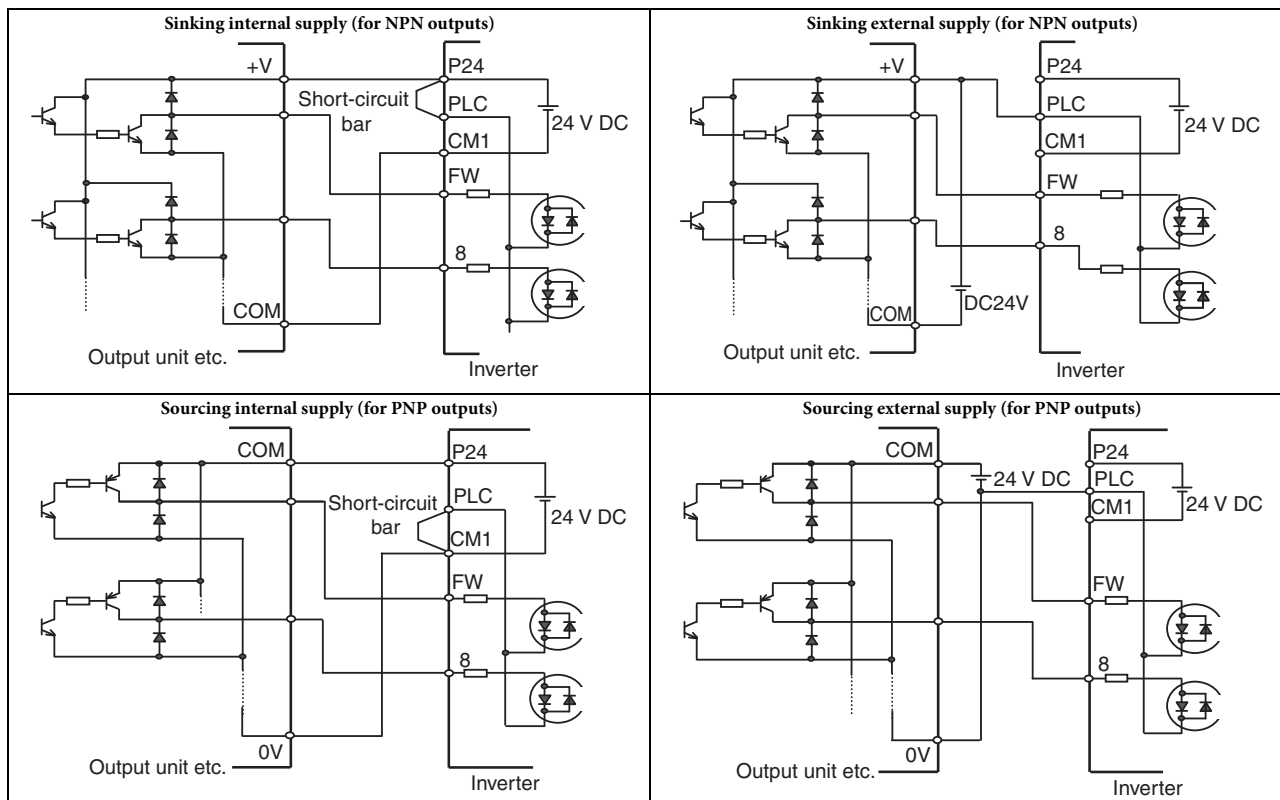 Sinking internal supply (for NPN outputs)
+V
P24
Short-circuit
bar
PLC
24 V DC
CM1
FW
8
COM
Output unit etc.
Inverter
Sinking external supply (for NPN outputs)
+V
P24
PLC
24 V DC
CM1
FW
8
DC24V
COM
Output unit etc.
Inverter
Sourcing internal supply (for PNP outputs)
COM
P24
Short-circuit
bar
PLC
24 V DC
CM1
FW
8
0V
Output unit etc.
Inverter
Sourcing external supply (for PNP outputs)
COM
P24
24 V DC
PLC
24 V DC
CM1
FW
8
0V
Output unit etc.
Inverter